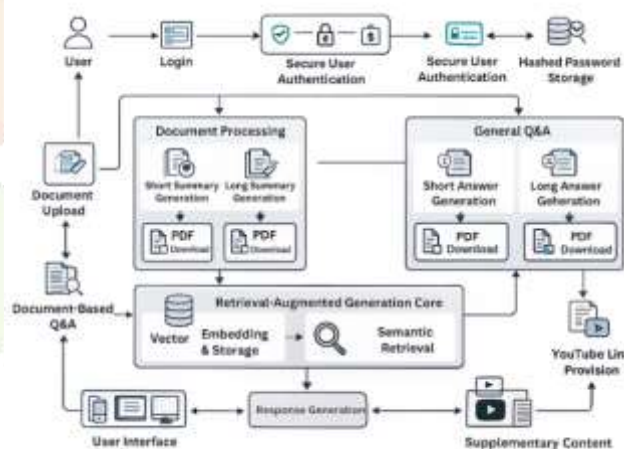 User
Login
Secure User
Authentication
Secure User
Authentication
Hashed Password
Storage
Document Processing
General Q&A
Short Summary
Generation
Long Summary
Generation
Short Answer
Generation
Long Answer
Generation
Document
Upload
PDF
Download
PDF
Download
PDF
Download
PDF
Download
Document-Based
Q&A
Retrieval-Augmented Generation Core
Vector
Embedding
& Storage
Semantic
Retrieval
YouTube Lin
Provision
Response Generation
User Interface
Supplementary Content